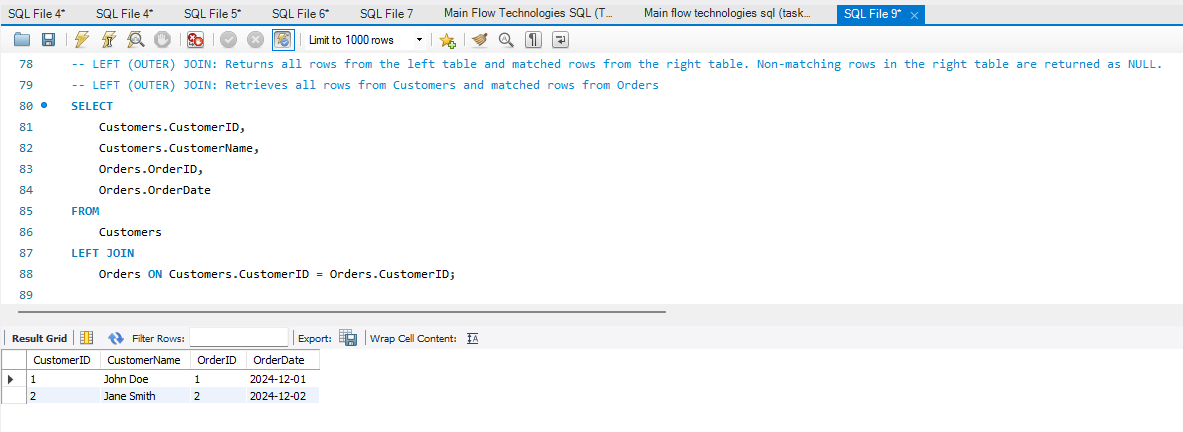 SQL File 4* SQL File 4* SQL File 5* SQL File 6* SQL File 7 Main Flow Technologies SQL (T... Main flow technologies sql (task... SQL File 9*
Limit to 1000 rows
78 -- LEFT (OUTER) JOIN: Returns all rows from the left table and matched rows from the right table. Non-matching rows in the right table are returned as NULL.
79 -- LEFT (OUTER) JOIN: Retrieves all rows from Customers and matched rows from Orders
80 SELECT
81 Customers.CustomerID,
82 Customers.CustomerName,
83 Orders.OrderID,
84 Orders.OrderDate
85 FROM
86 Customers
87 LEFT JOIN
88 Orders ON Customers.CustomerID = Orders.CustomerID;
89
Result Grid Filter Rows: Export: Wrap Cell Content:
CustomerID CustomerName OrderID OrderDate
1 John Doe 1 2024-12-01
2 Jane Smith 2 2024-12-02